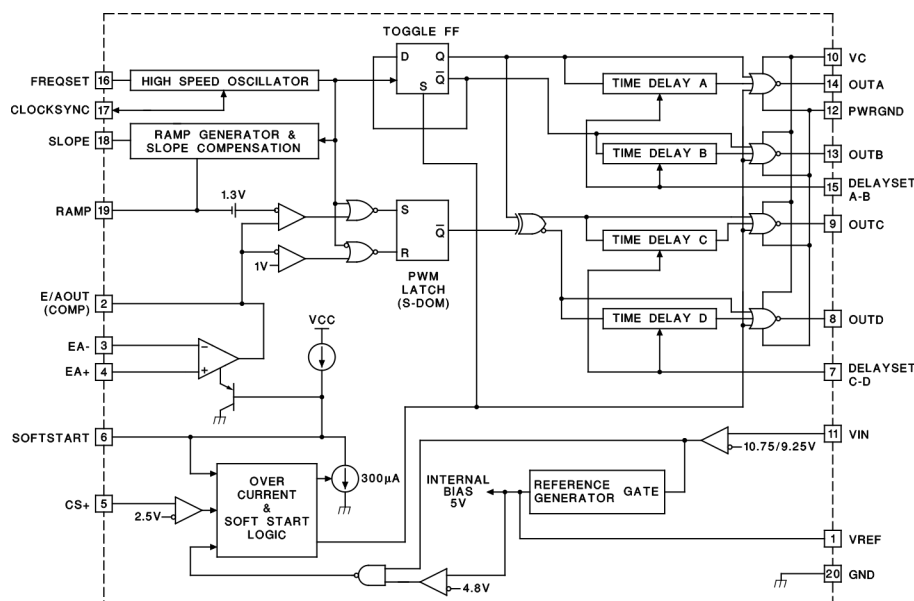 TOGGLE FF
D
Q
Q
S
FREQSET 16
HIGH SPEED OSCILLATOR
CLOCKSYNC 17
SLOPE 18
RAMP GENERATOR &
SLOPE COMPENSATION
RAMP 19
1.3V
1V
S
R
Q
PWM
LATCH
(S-DOM)
E/AOUT
(COMP) 2
EA- 3
EA+ 4
−
+
VCC
SOFTSTART 6
CS+ 5
2.5V
OVER
CURRENT
&
SOFT START
LOGIC
300μA
TIME DELAY A
TIME DELAY B
TIME DELAY C
TIME DELAY D
10 VC
14 OUTA
12 PWRGND
13 OUTB
15 DELAYSET
A-B
9 OUTC
8 OUTD
7 DELAYSET
C-D
11 VIN
10.75/9.25V
INTERNAL
BIAS
5V
REFERENCE
GENERATOR GATE
4.8V
1 VREF
20 GND